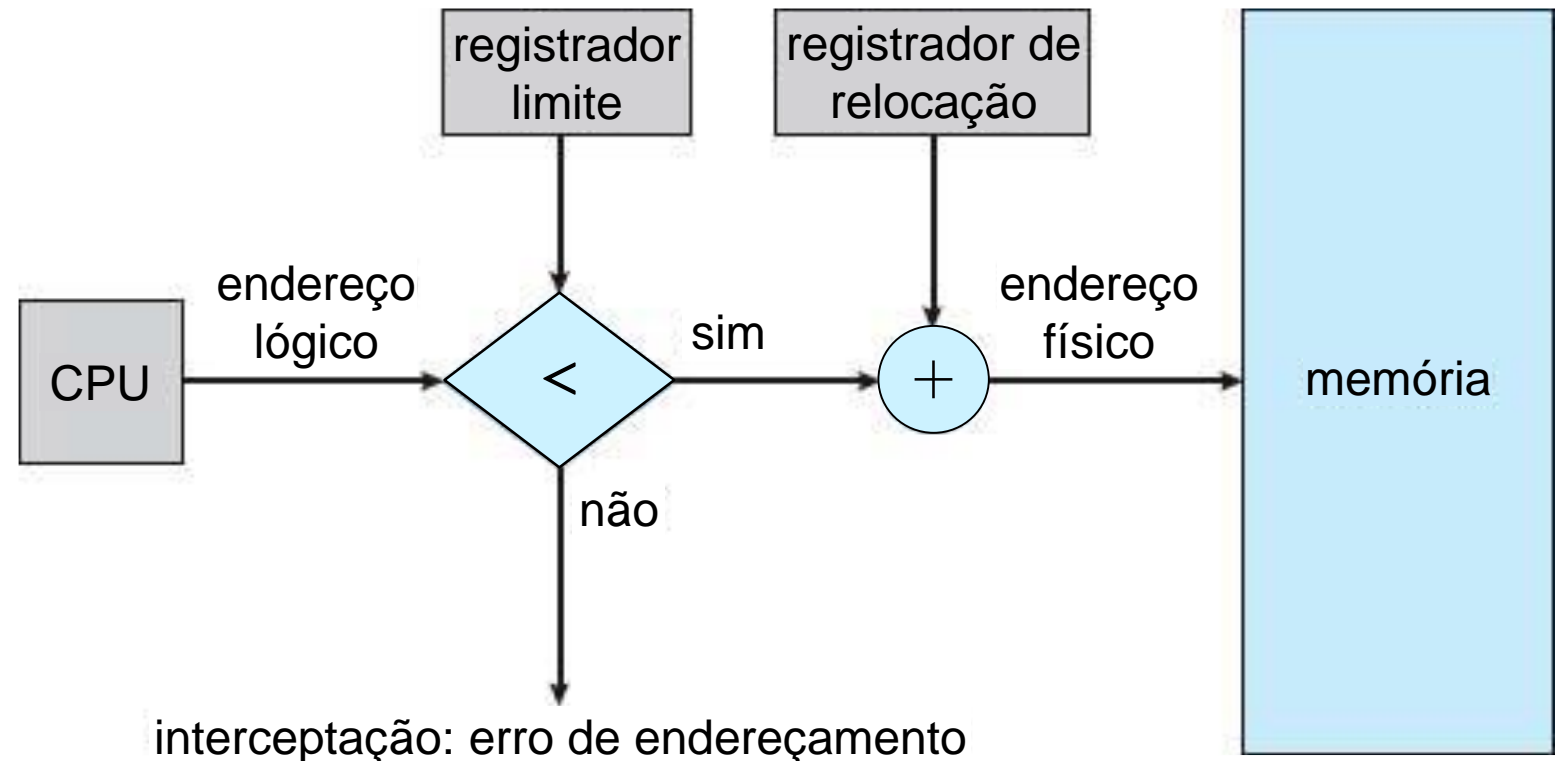 registrador
limite
registrador de
relocação
endereço
lógico
endereço
físico
CPU
<
sim
+
memória
não
interceptação: erro de endereçamento